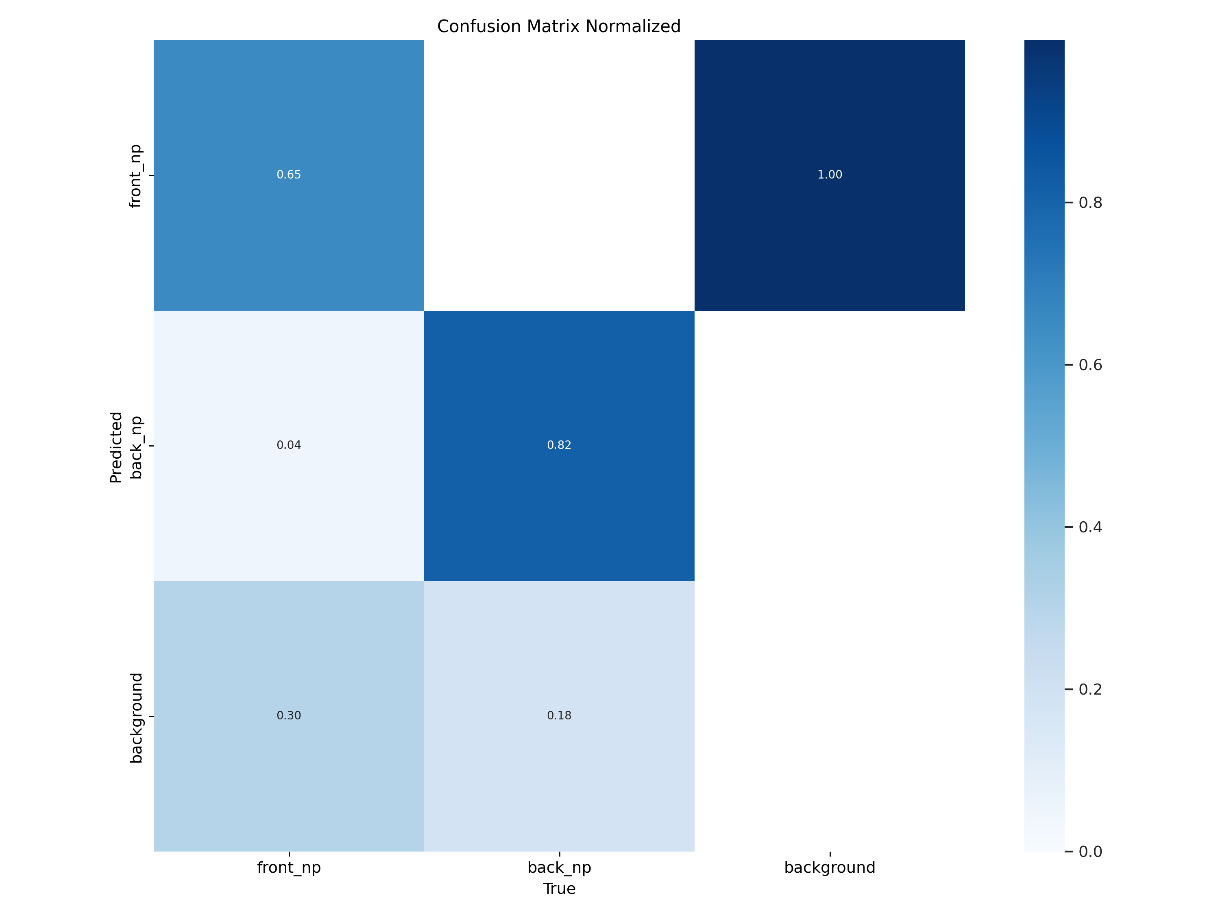 Confusion Matrix Normalized
front_np
0.65
1.00
0.8
0.6
Predicted
back_np
0.04
0.82
0.4
background
0.30
0.18
0.2
0.0
front_np
back_np
background
True